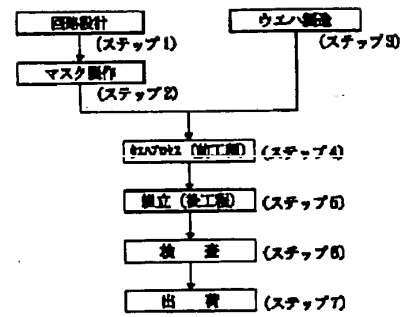 回路設計
(ステップ1)
ウエハ製造
(ステップ3)
マスク製作
(ステップ2)
ウエハプロセス (前工程)
(ステップ4)
組立 (後工程)
(ステップ5)
検 査
(ステップ6)
出 荷
(ステップ7)